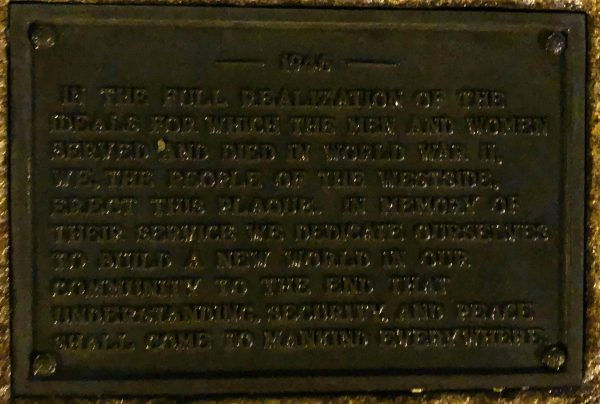 1946
IN THE FULL REALIZATION OF THE
IDEALS FOR WHICH THE MEN AND WOMEN
SERVED AND DIED IN WORLD WAR II,
WE, THE PEOPLE OF THE WESTSIDE,
ERECT THIS PLAQUE. IN MEMORY OF
THEIR SERVICE WE DEDICATE OURSELVES
TO BUILD A NEW WORLD IN OUR
COMMUNITY TO THE END THAT
UNDERSTANDING, SECURITY, AND PEACE
SHALL COME TO MANKIND EVERYWHERE.